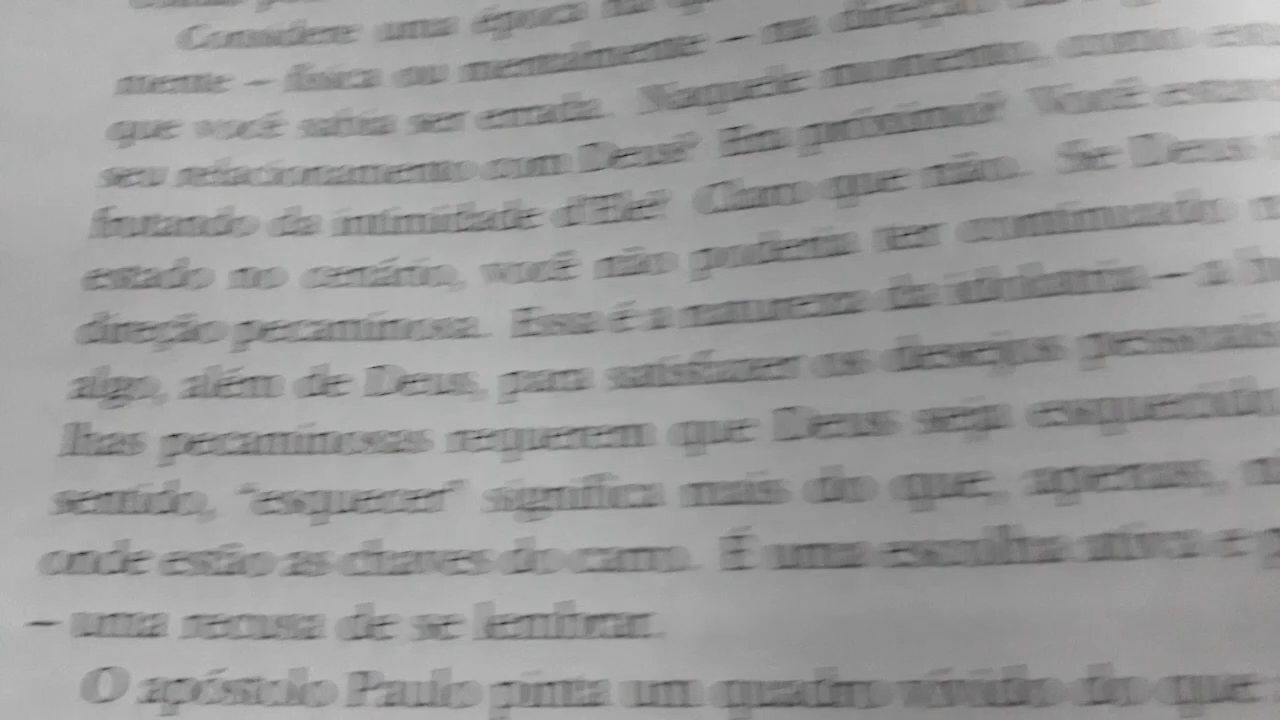 Considere uma época na
mente – física ou mentalmente – na direção
que você sabia ser errada. Naquele momento, como
seu relacionamento com Deus? Era próximo? Você
frutando da intimidade d'Ele? Claro que não. Se Deus
estado no cenário, você não poderia ter continuado
direção pecaminosa. Essa é a natureza da idolatria – a
algo, além de Deus, para satisfazer os desejos pessoais
lhas pecaminosas requerem que Deus seja esquecido
sentido, "esquecer" significa mais do que, apenas,
onde estão as chaves do carro. É uma escolha ativa e
– uma recusa de se lembrar.
O apóstolo Paulo pinta um quadro vívido do que